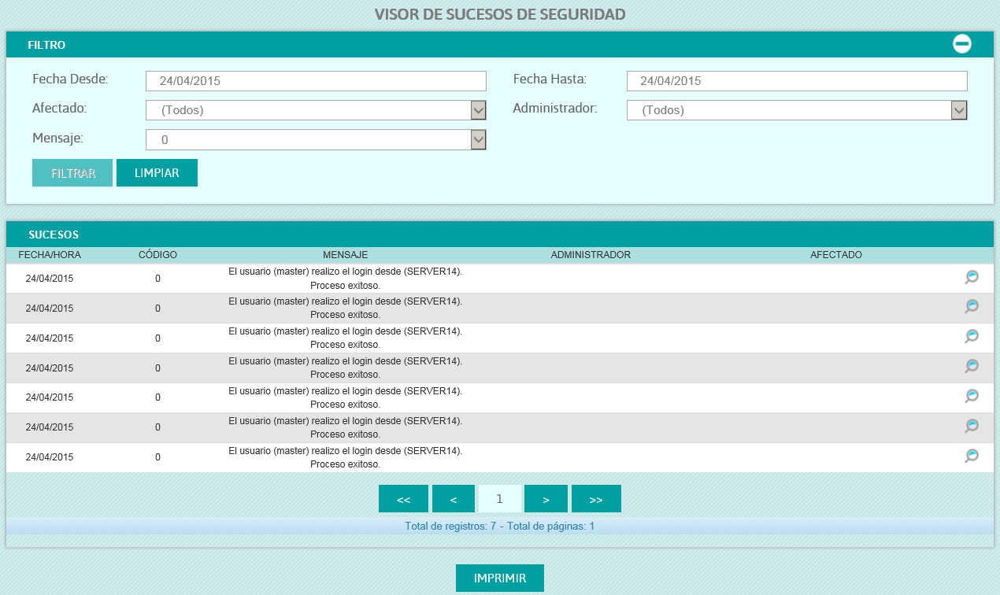 VISOR DE SUCESOS DE SEGURIDAD
FILTRO
Fecha Desde: 24/04/2015 Fecha Hasta: 24/04/2015
Afectado: (Todos) Administrador: (Todos)
Mensaje: 0
FILTRAR LIMPIAR
SUCESOS
FECHA/HORA CÓDIGO MENSAJE ADMINISTRADOR AFECTADO
24/04/2015 0 El usuario (master) realizo el login desde (SERVER14).
Proceso exitoso.
24/04/2015 0 El usuario (master) realizo el login desde (SERVER14).
Proceso exitoso.
24/04/2015 0 El usuario (master) realizo el login desde (SERVER14).
Proceso exitoso.
24/04/2015 0 El usuario (master) realizo el login desde (SERVER14).
Proceso exitoso.
24/04/2015 0 El usuario (master) realizo el login desde (SERVER14).
Proceso exitoso.
24/04/2015 0 El usuario (master) realizo el login desde (SERVER14).
Proceso exitoso.
24/04/2015 0 El usuario (master) realizo el login desde (SERVER14).
Proceso exitoso.
<< < 1 > >>
Total de registros: 7 - Total de páginas: 1
IMPRIMIR